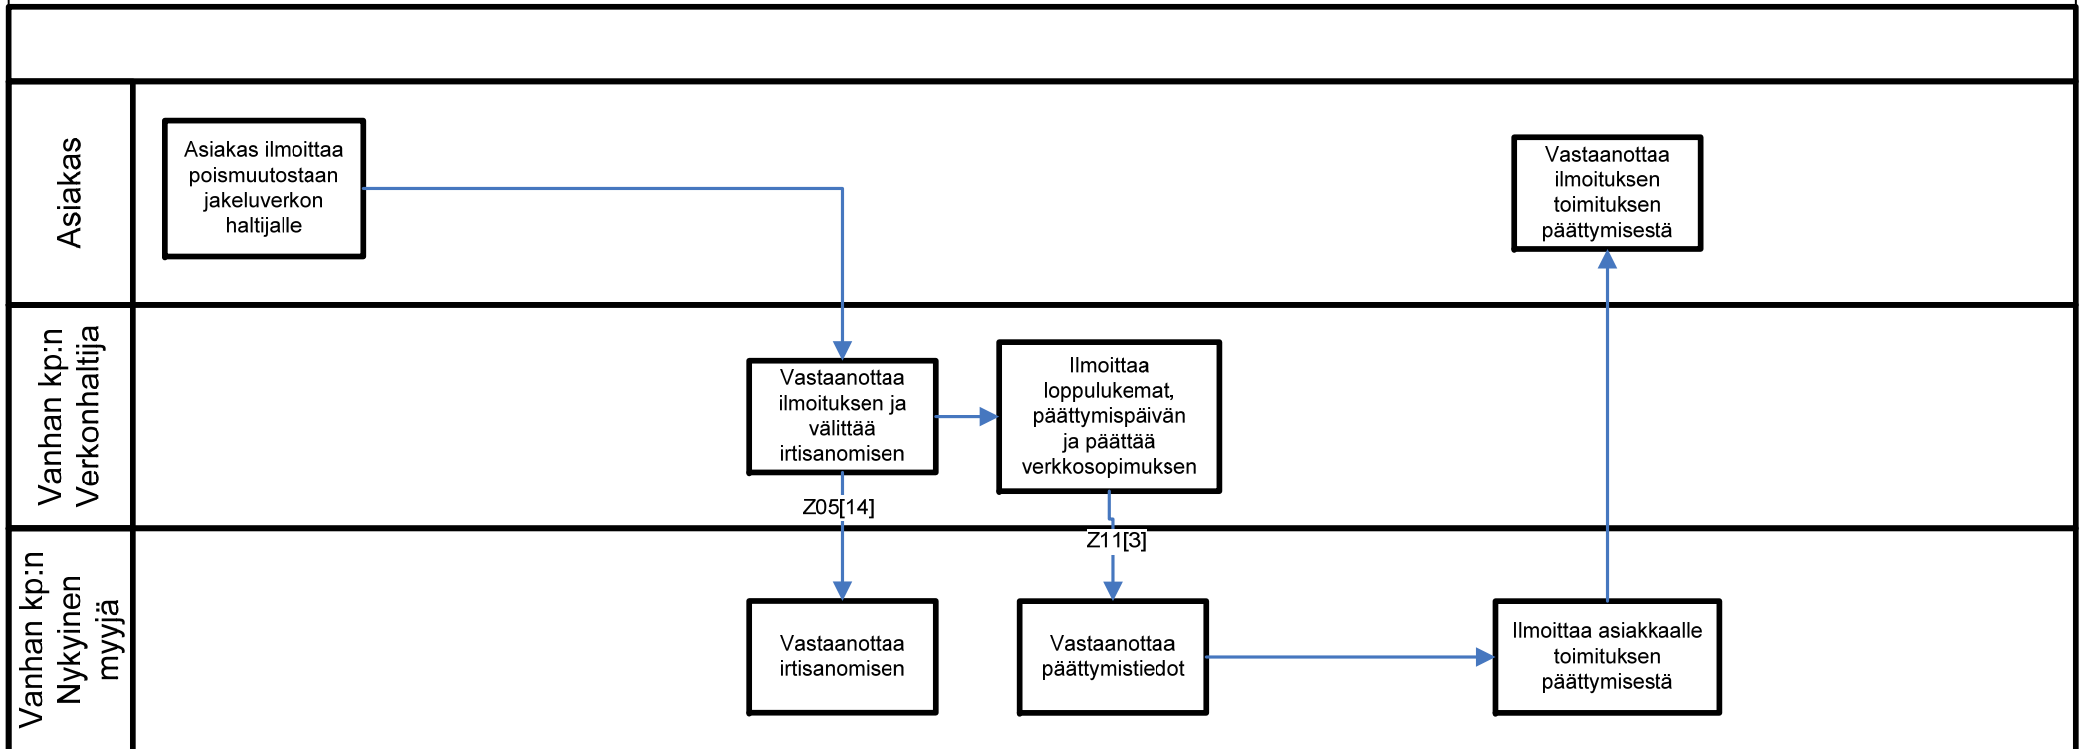 Asiakas
Asiakas ilmoittaa
poismuutostaan
jakeluverkon
haltijalle
Vastaanottaa
ilmoituksen
toimituksen
päättymisestä
Vanhan kp:n
Verkonhaltija
Vastaanottaa
ilmoituksen ja
välittää
irtisanomisen
Ilmoittaa
loppulukemat,
päättymispäivän
ja päättää
verkkosopimuksen
Z05[14]
Z11[3]
Vanhan kp:n
Nykyinen
myyjä
Vastaanottaa
irtisanomisen
Vastaanottaa
päättymistiedot
Ilmoittaa asiakkaalle
toimituksen
päättymisestä